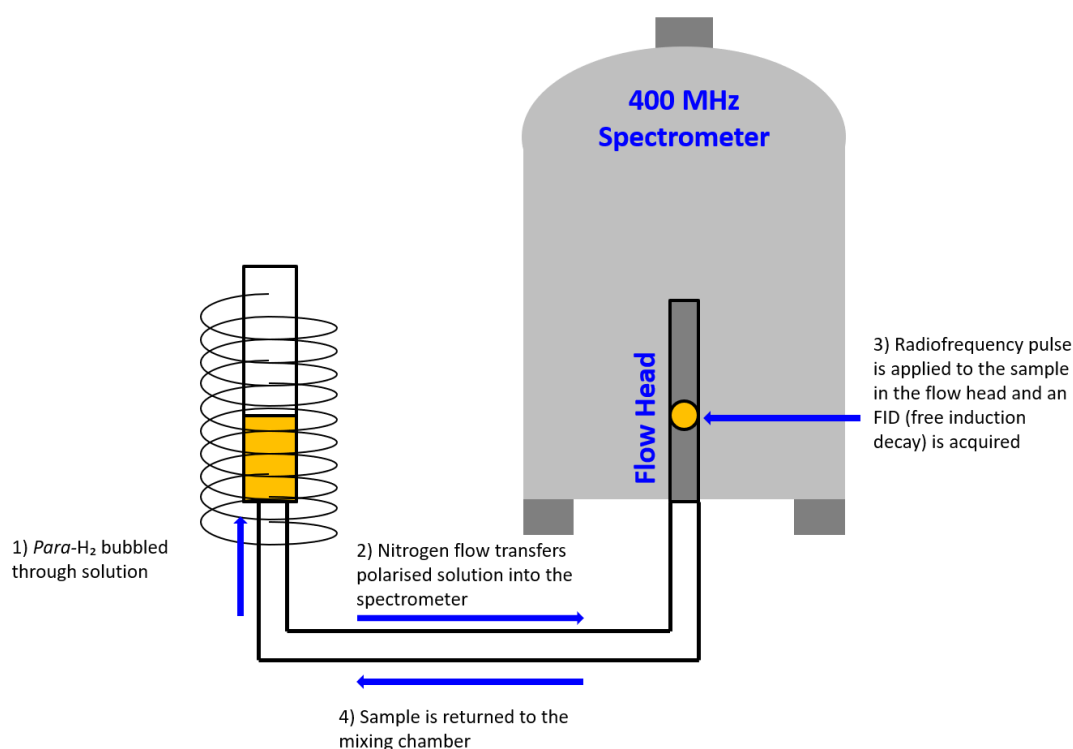 400 MHz
Spectrometer
Flow Head
3) Radiofrequency pulse
is applied to the sample
in the flow head and an
FID (free induction
decay) is acquired
1) Para-H₂ bubbled
through solution
2) Nitrogen flow transfers
polarised solution into the
spectrometer
4) Sample is returned to the
mixing chamber